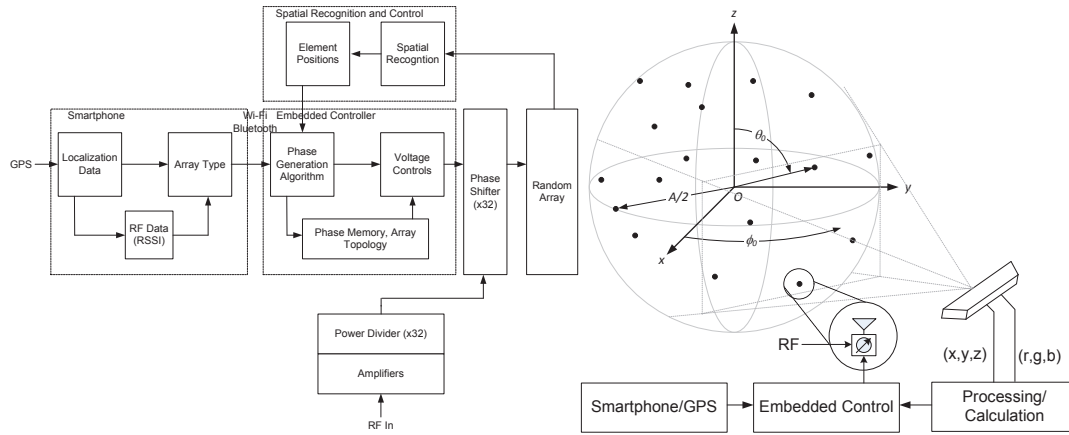 Spatial Recognition and Control
Element
Positions
Spatial
Recogntion
Smartphone
Wi-Fi
Bluetooth
Embedded Controller
GPS
Localization
Data
Array Type
RF Data
(RSSI)
Phase
Generation
Algorithm
Voltage
Controls
Phase Memory, Array
Topology
Phase
Shifter
(x32)
Random
Array
Power Divider (x32)
Amplifiers
RF In
z
θ₀
y
A/2
O
x
ϕ₀
RF
(x,y,z)
(r,g,b)
Smartphone/GPS
Embedded Control
Processing/
Calculation